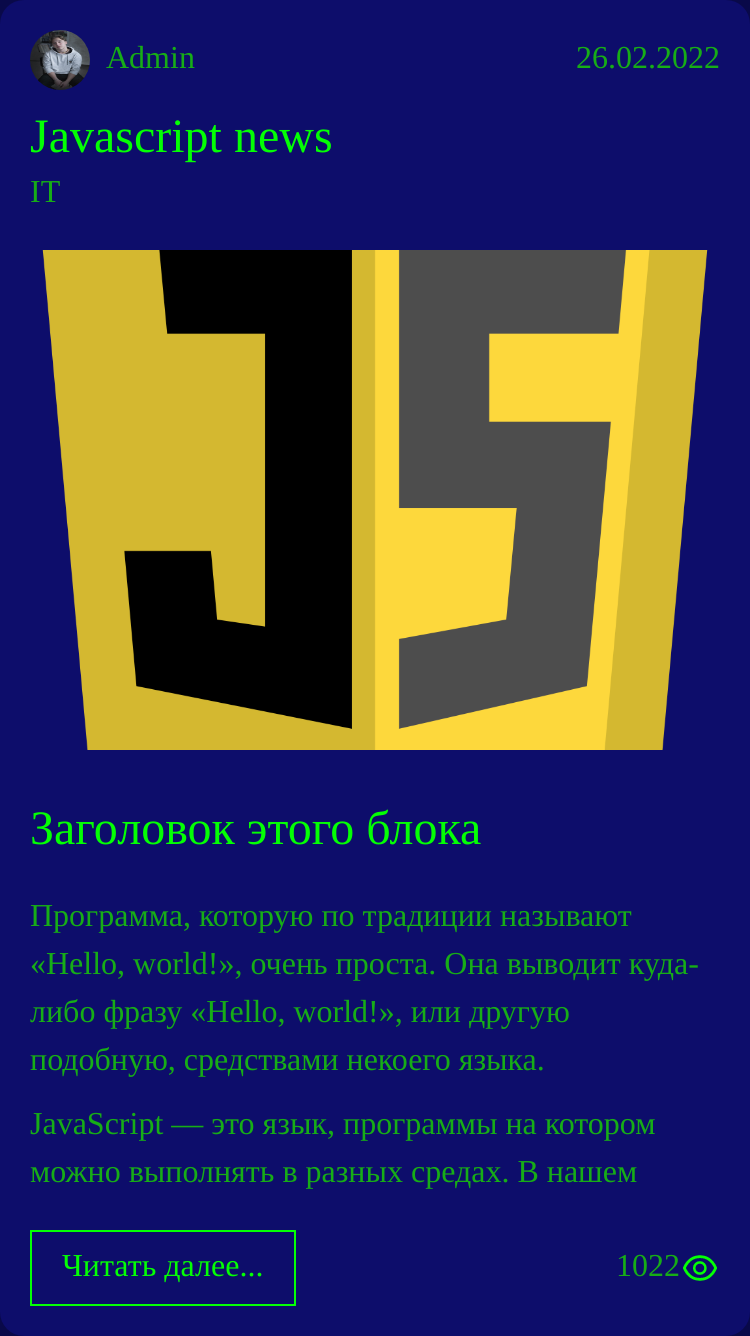 Admin
26.02.2022
Javascript news
IT
JS
Заголовок этого блока
Программа, которую по традиции называют
«Hello, world!», очень проста. Она выводит куда-
либо фразу «Hello, world!», или другую
подобную, средствами некоего языка.
JavaScript — это язык, программы на котором
можно выполнять в разных средах. В нашем
Читать далее...
1022